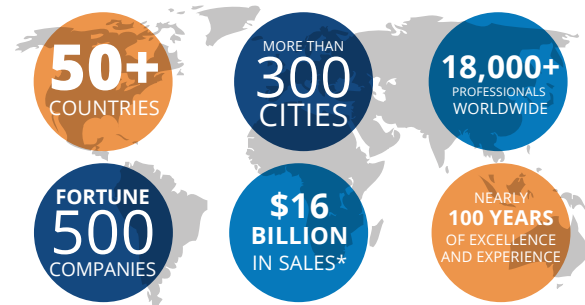 50+
COUNTRIES
MORE THAN
300
CITIES
18,000+
PROFESSIONALS
WORLDWIDE
FORTUNE
500
COMPANIES
$16
BILLION
IN SALES*
NEARLY
100 YEARS
OF EXCELLENCE
AND EXPERIENCE